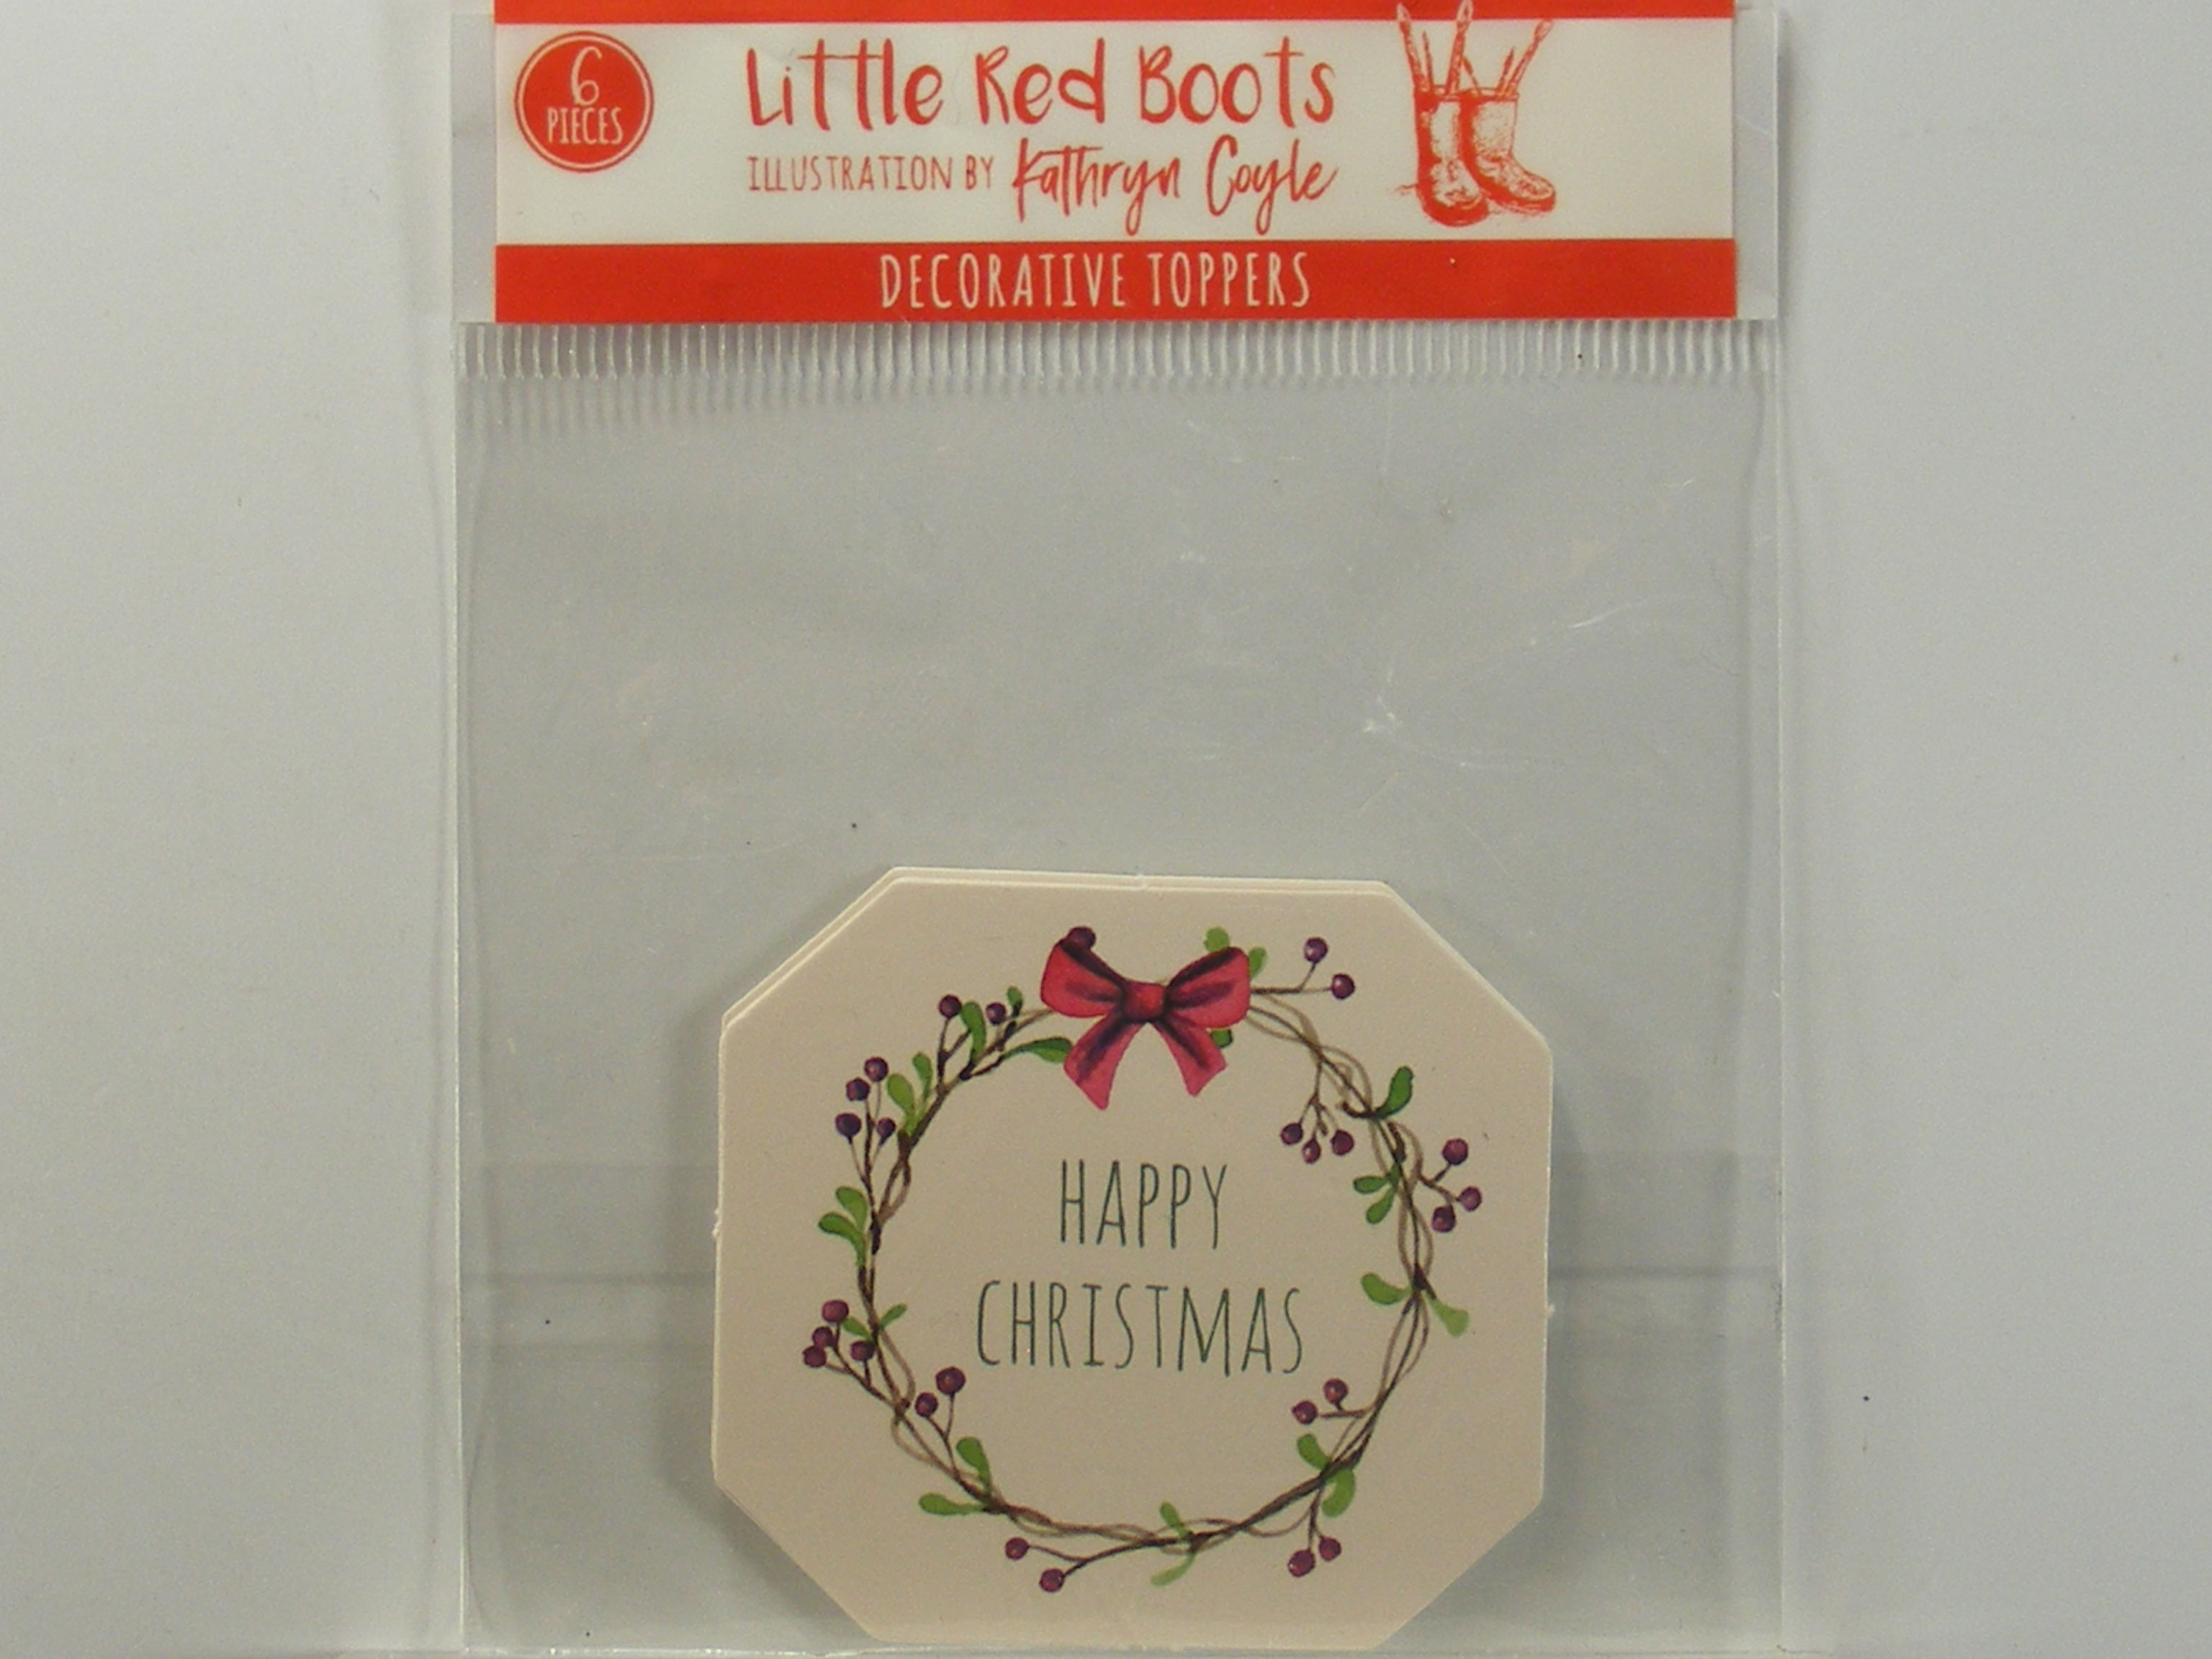 6
PIECES
Little Red Boots
ILLUSTRATION BY Kathryn Coyle
DECORATIVE TOPPERS
HAPPY
CHRISTMAS